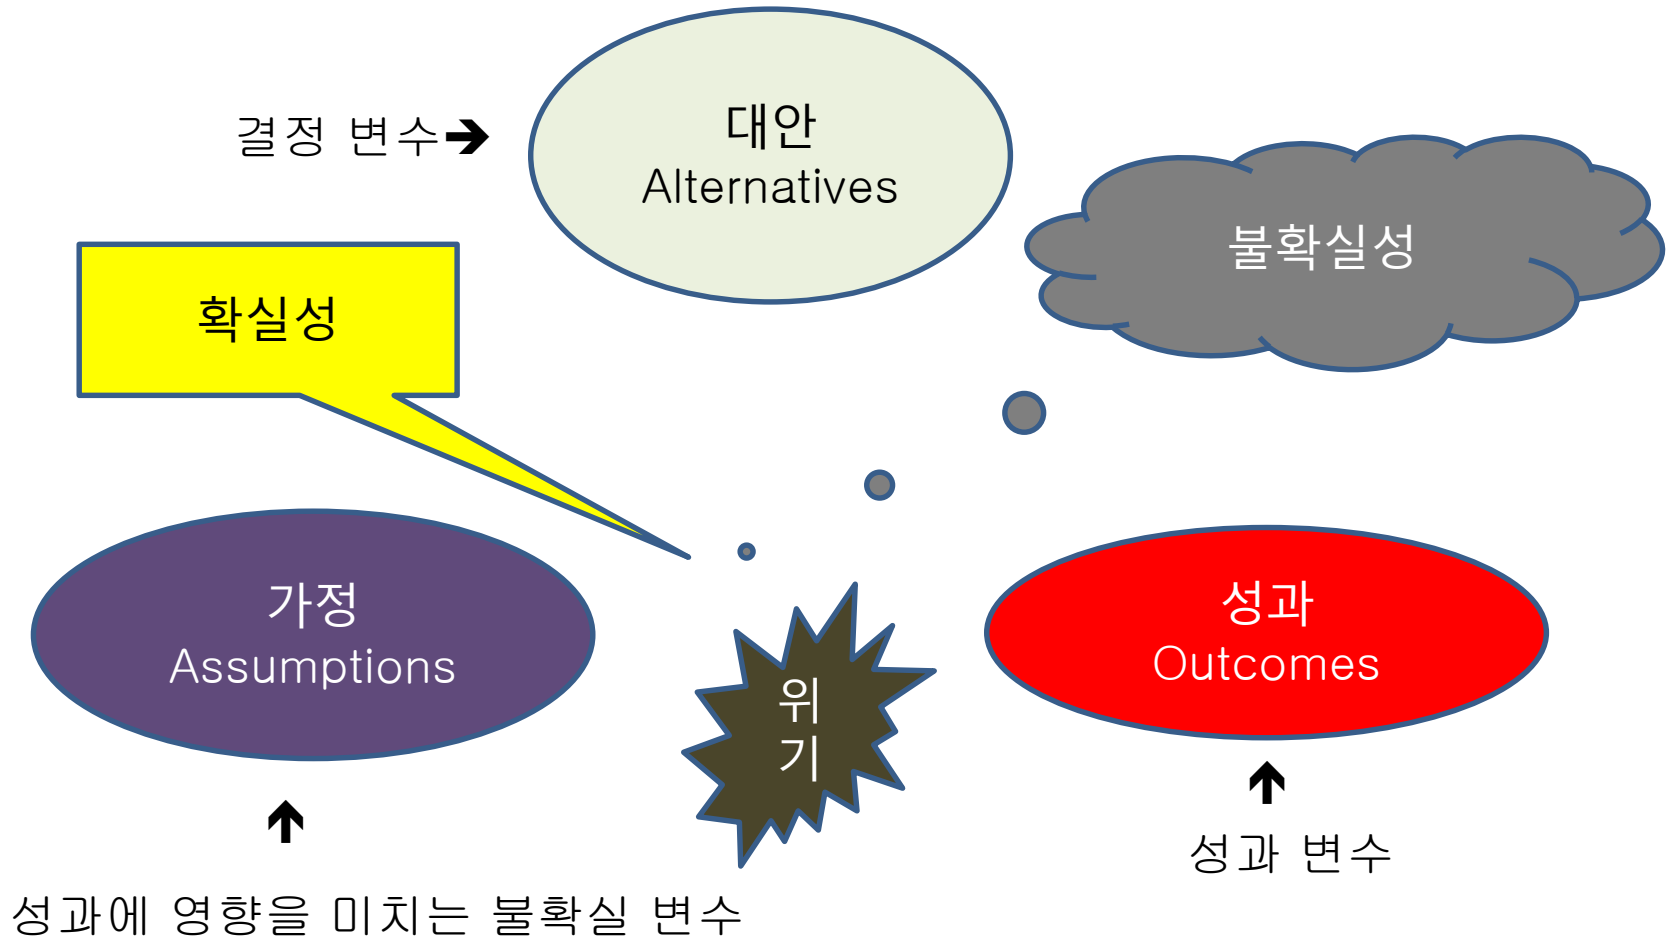 결정 변수➔
대안
Alternatives
불확실성
확실성
가정
Assumptions
위
기
성과
Outcomes
성과 변수
성과에 영향을 미치는 불확실 변수